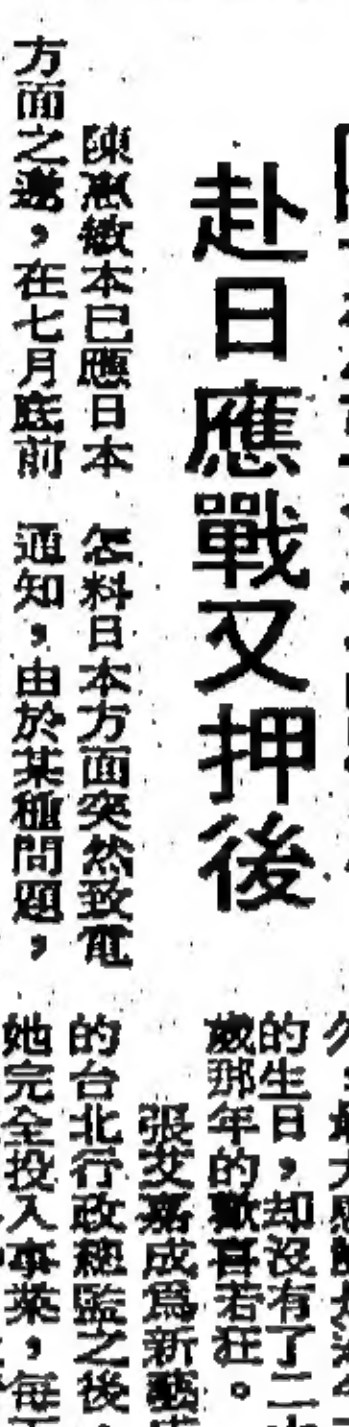 赴日應戰又押後
陳惠敏本已應日本
方面之邀，在七月底前
怎料日本方面突然致電
通知，由於某種問題，
的生日，却沒有了二
歲那年的歡喜若狂。
張艾嘉成爲新藝
的台北行政總監之後，
她完全投入事業，每